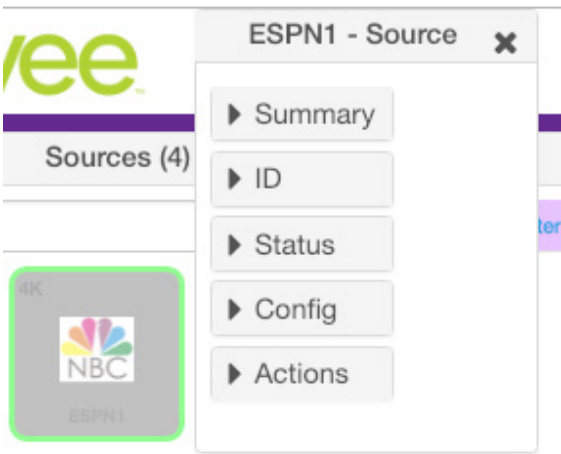 vee
ESPN1 - Source
Summary
Sources (4)
ID
Status
4K
Config
NBC
Actions
ESPN1